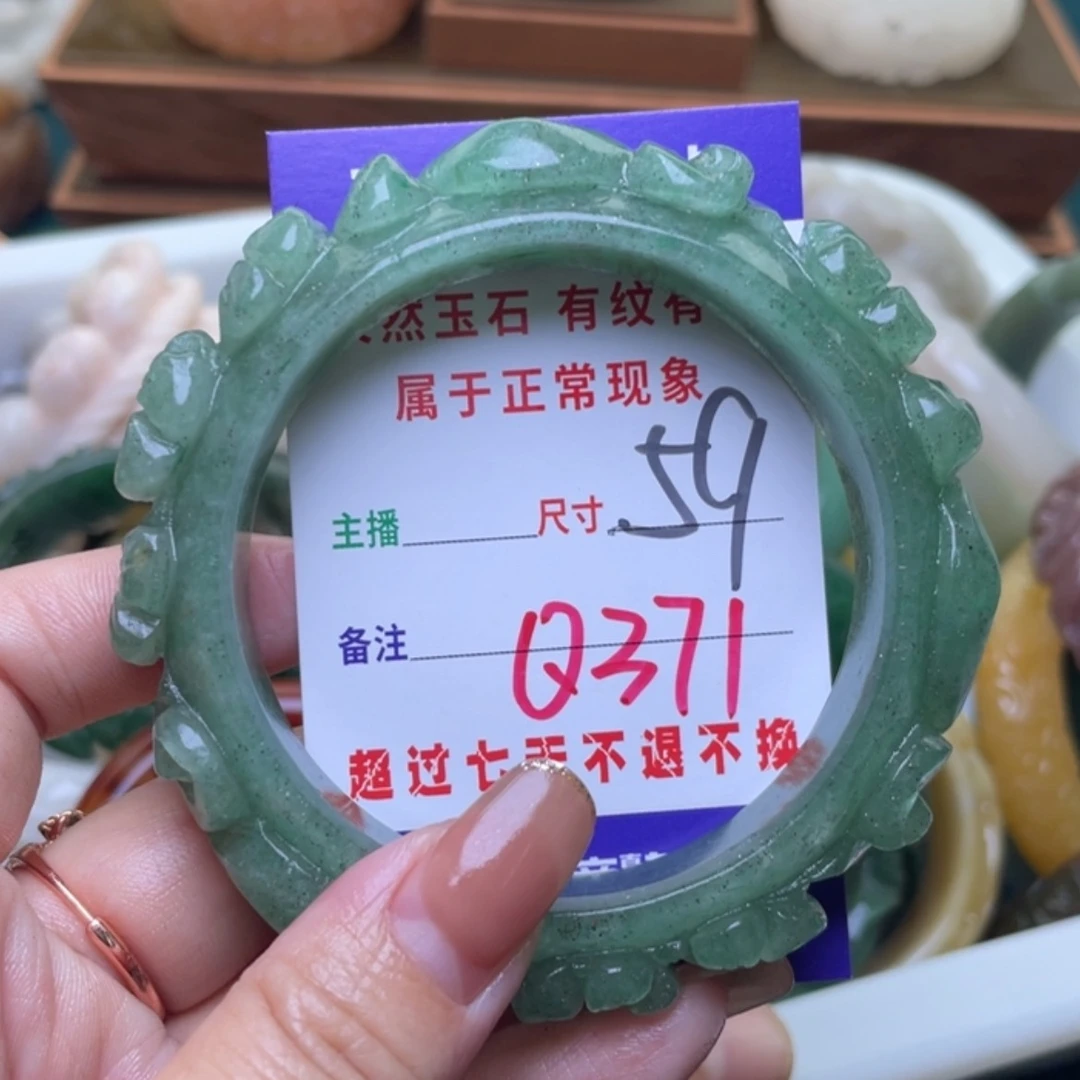 然玉石 有纹有
属于正常现象
主播 尺寸 59
备注 Q371
超过七天不退不换